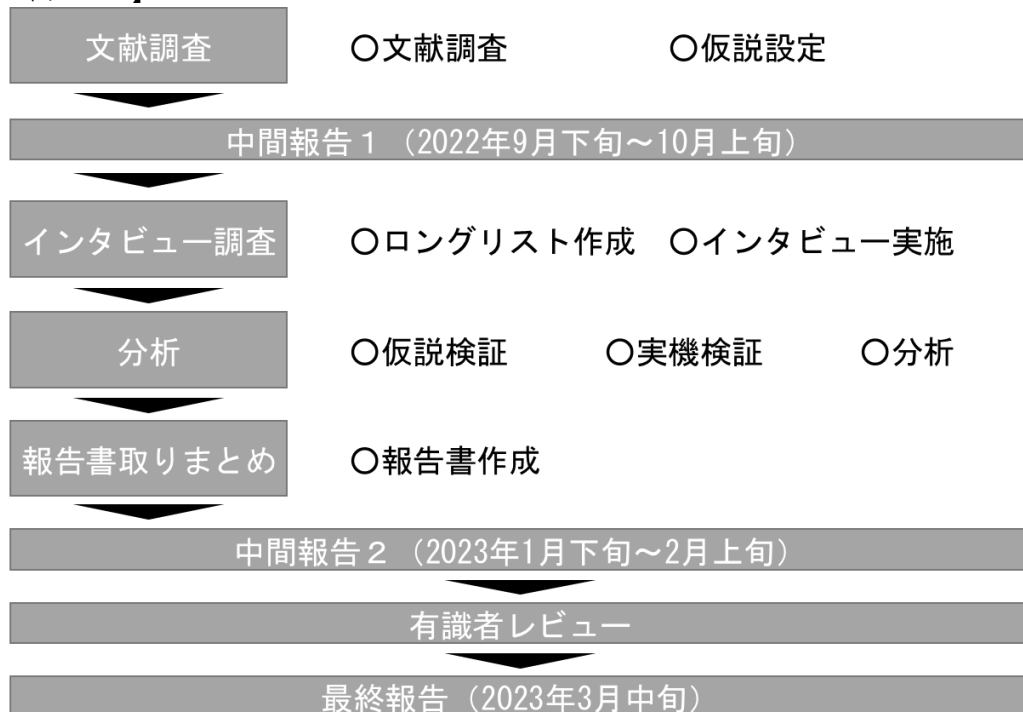 文献調査 ○文献調査 ○仮説設定
中間報告１（2022年9月下旬～10月上旬）
インタビュー調査 ○ロングリスト作成 ○インタビュー実施
分析 ○仮説検証 ○実機検証 ○分析
報告書取りまとめ ○報告書作成
中間報告２（2023年1月下旬～2月上旬）
有識者レビュー
最終報告（2023年3月中旬）